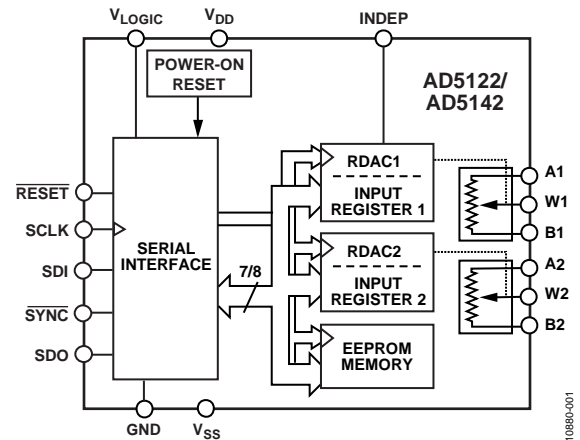 VLOGIC
VDD
INDEP
POWER-ON
RESET
AD5122/
AD5142
RDAC1
INPUT
REGISTER 1
A1
W1
B1
RESET
SCLK
SDI
SYNC
SDO
SERIAL
INTERFACE
7/8
RDAC2
INPUT
REGISTER 2
A2
W2
B2
EEPROM
MEMORY
GND
VSS
10880-001